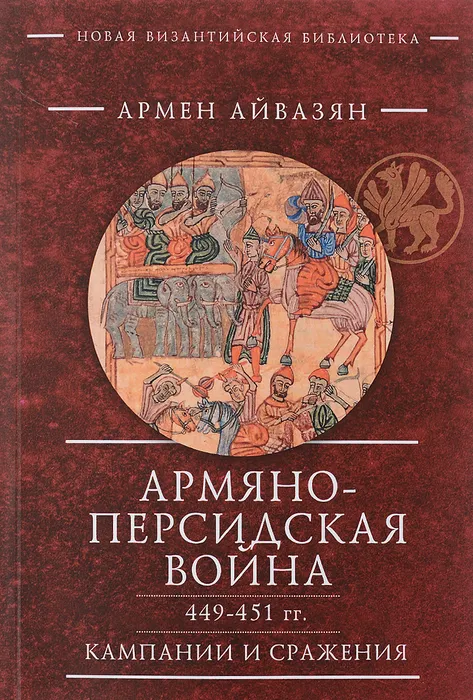 НОВАЯ ВИЗАНТИЙСКАЯ БИБЛИОТЕКА
АРМЕН АЙВАЗЯН
АРМЯНО-
ПЕРСИДСКАЯ
ВОЙНА
449-451 гг.
КАМПАНИИ И СРАЖЕНИЯ